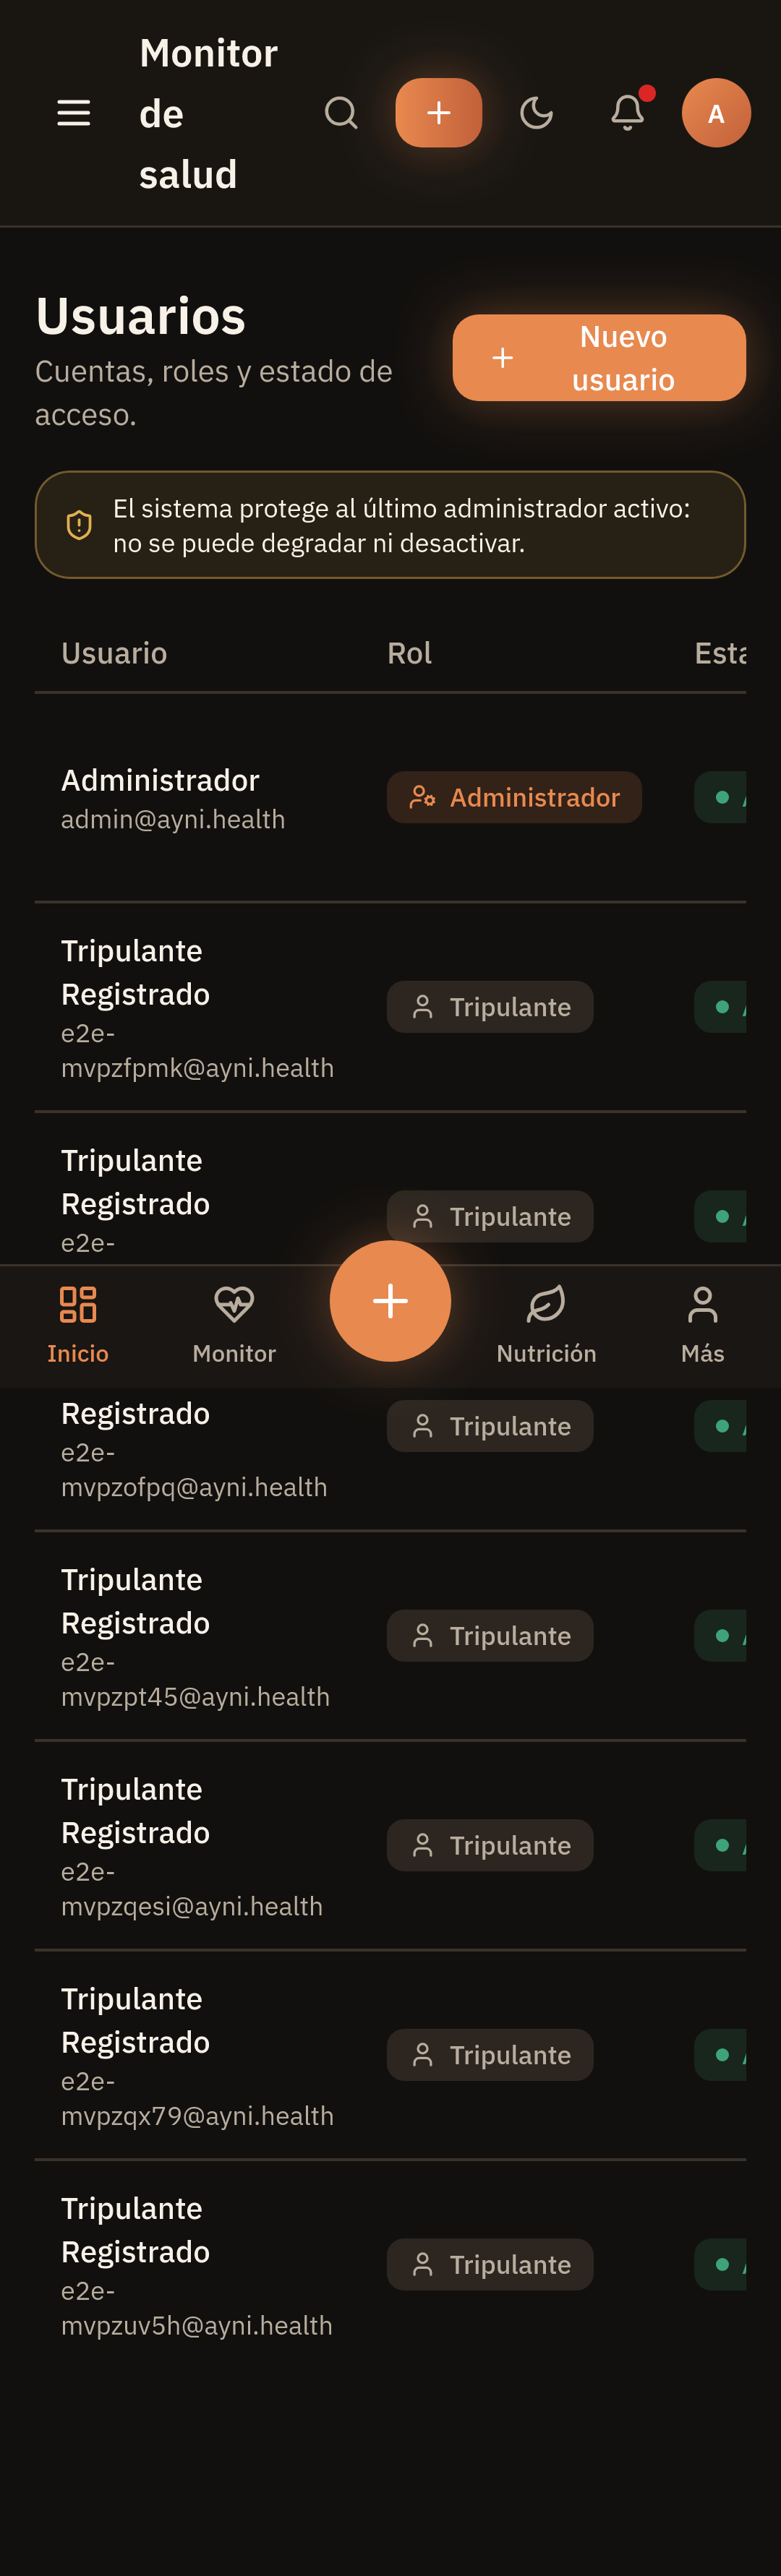 Monitor
de
salud
A
Usuarios
Cuentas, roles y estado de
acceso.
Nuevo
usuario
El sistema protege al último administrador activo:
no se puede degradar ni desactivar.
Usuario
Rol
Administrador
admin@ayni.health
Administrador
Tripulante
Registrado
e2e-
mvpzfpmk@ayni.health
Tripulante
Tripulante
Registrado
e2e-
Tripulante
Inicio
Monitor
Nutrición
Más
Registrado
e2e-
mvpzofpq@ayni.health
Tripulante
Tripulante
Registrado
e2e-
mvpzpt45@ayni.health
Tripulante
Tripulante
Registrado
e2e-
mvpzqesi@ayni.health
Tripulante
Tripulante
Registrado
e2e-
mvpzqx79@ayni.health
Tripulante
Tripulante
Registrado
e2e-
mvpzuv5h@ayni.health
Tripulante